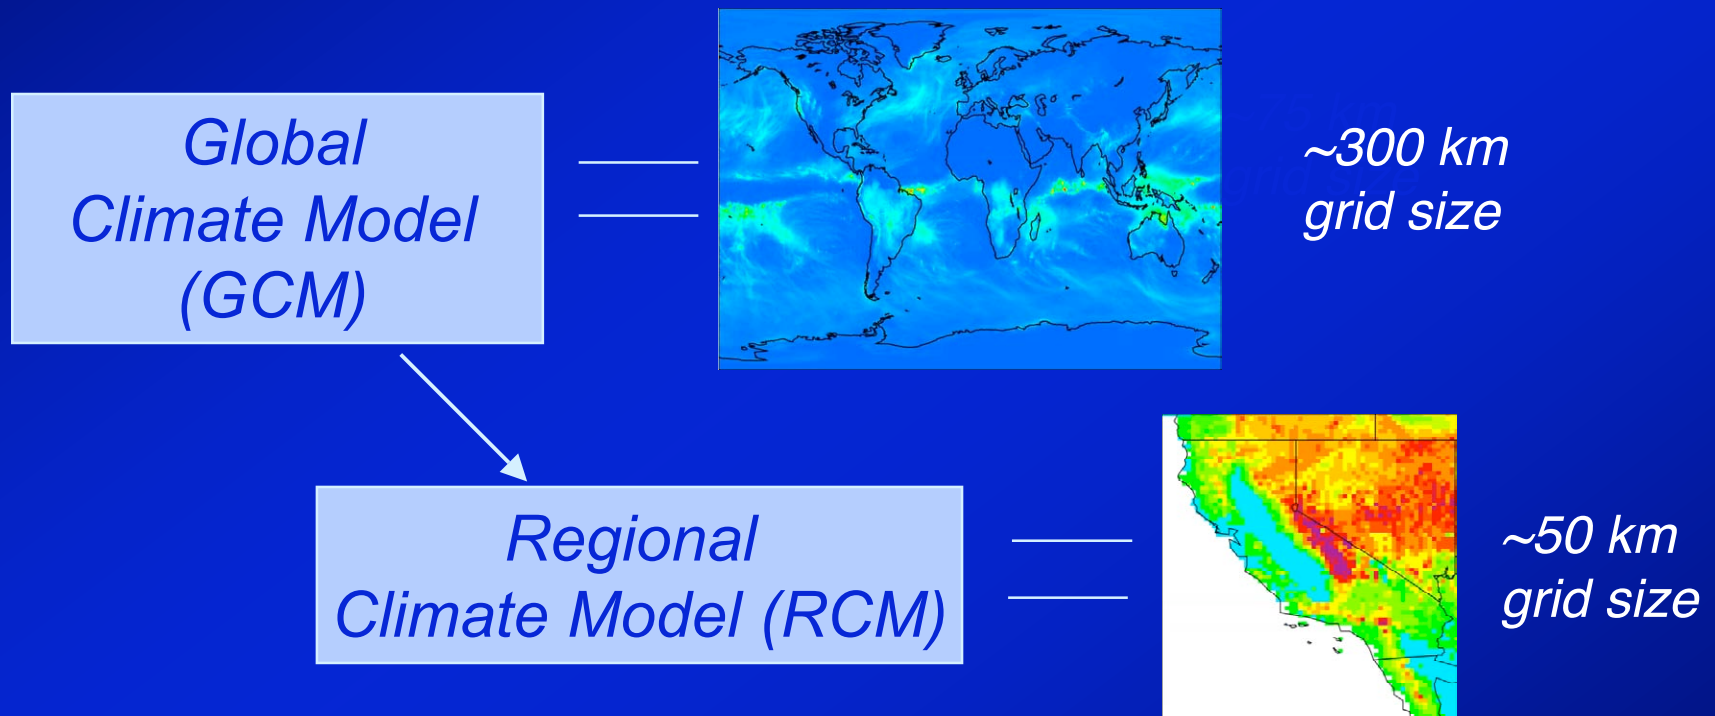 Global
Climate Model
(GCM)
~300 km
grid size
Regional
Climate Model (RCM)
~50 km
grid size